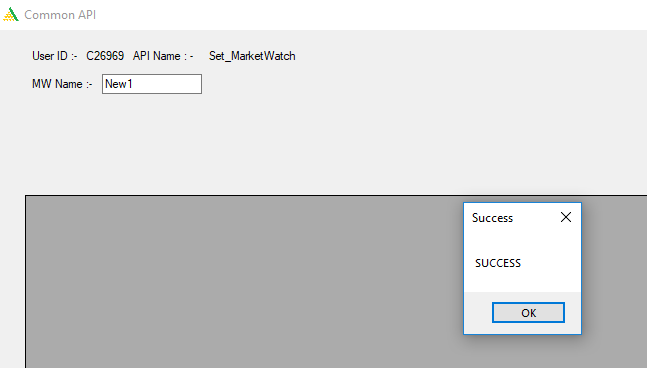 Common API
User ID :- C26969 API Name : - Set_MarketWatch
MW Name :- New1
Success
SUCCESS
OK